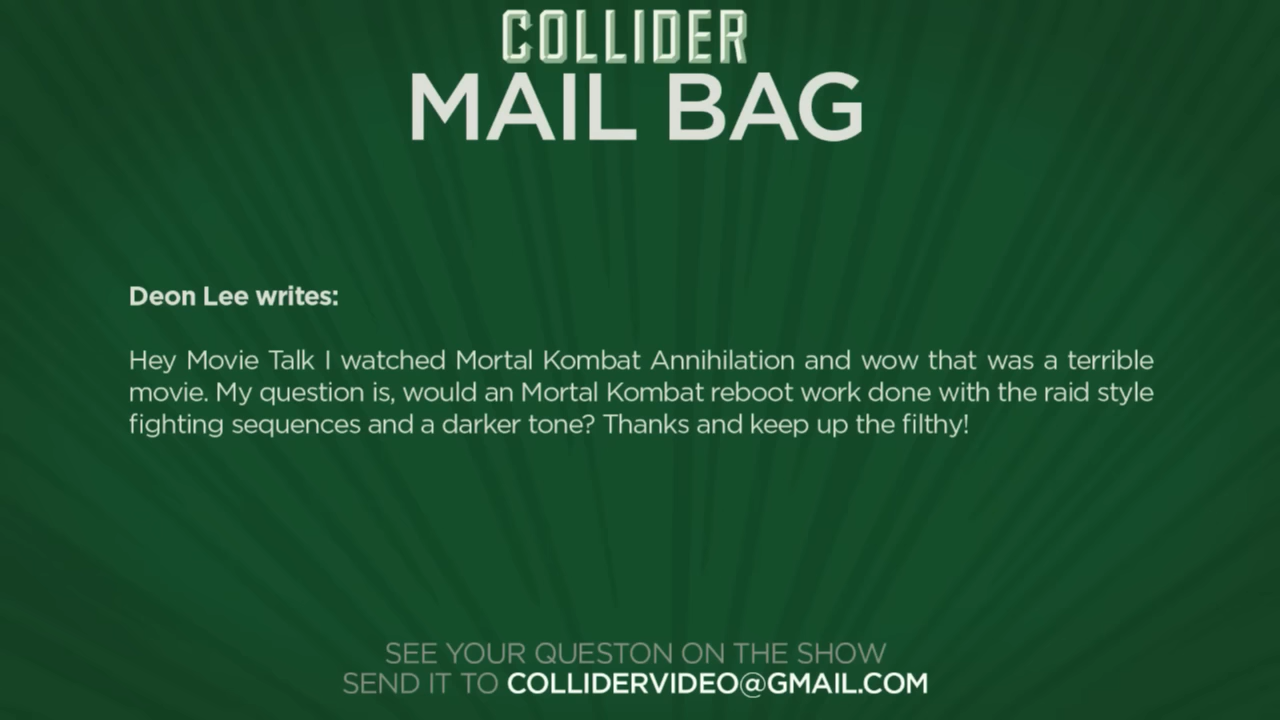 COLLIDER
MAIL BAG
Deon Lee writes:
Hey Movie Talk I watched Mortal Kombat Annihilation and wow that was a terrible
movie. My question is, would an Mortal Kombat reboot work done with the raid style
fighting sequences and a darker tone? Thanks and keep up the filthy!
SEE YOUR QUESTON ON THE SHOW
SEND IT TO COLLIDERVIDEO@GMAIL.COM